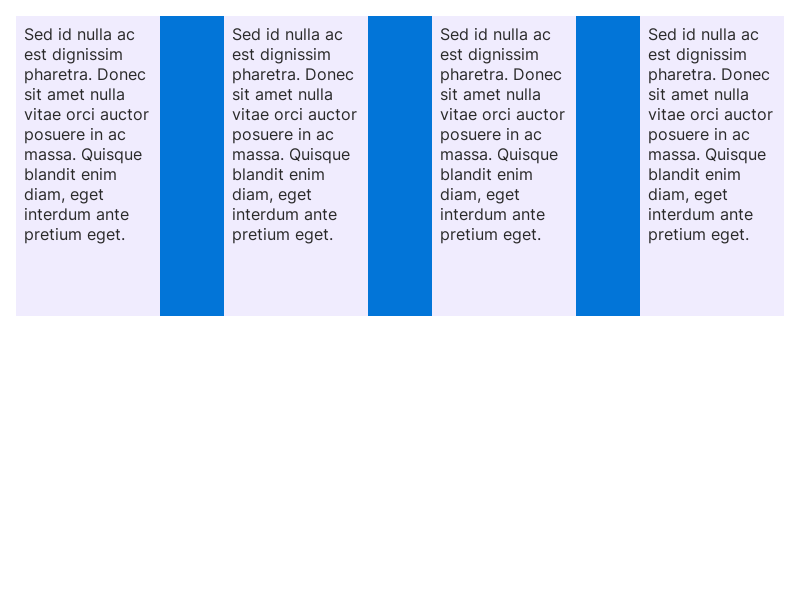 Sed id nulla ac
est dignissim
pharetra. Donec
sit amet nulla
vitae orci auctor
posuere in ac
massa. Quisque
blandit enim
diam, eget
interdum ante
pretium eget.
Sed id nulla ac
est dignissim
pharetra. Donec
sit amet nulla
vitae orci auctor
posuere in ac
massa. Quisque
blandit enim
diam, eget
interdum ante
pretium eget.
Sed id nulla ac
est dignissim
pharetra. Donec
sit amet nulla
vitae orci auctor
posuere in ac
massa. Quisque
blandit enim
diam, eget
interdum ante
pretium eget.
Sed id nulla ac
est dignissim
pharetra. Donec
sit amet nulla
vitae orci auctor
posuere in ac
massa. Quisque
blandit enim
diam, eget
interdum ante
pretium eget.